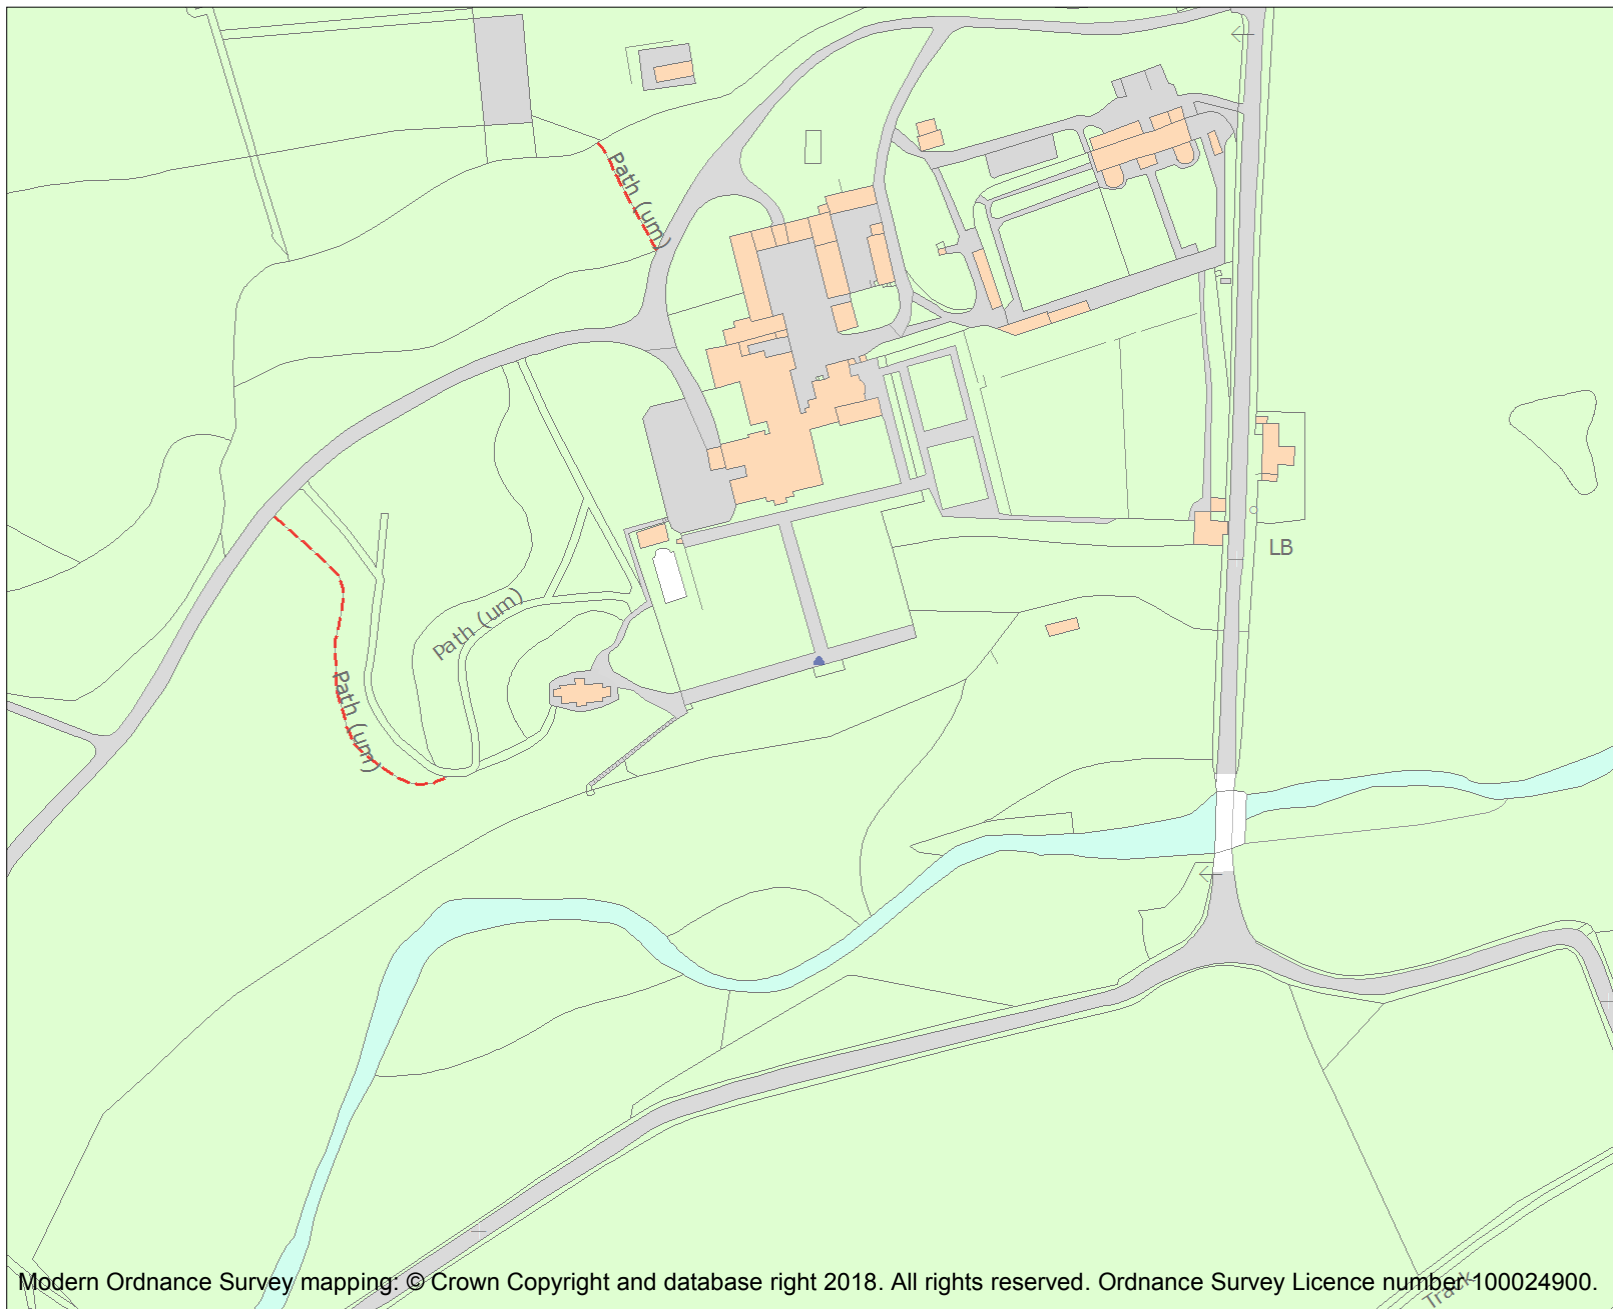 Path (um)
LB
Path (um)
Path (um)
Track
Modern Ordnance Survey mapping: © Crown Copyright and database right 2018. All rights reserved. Ordnance Survey Licence number 100024900.